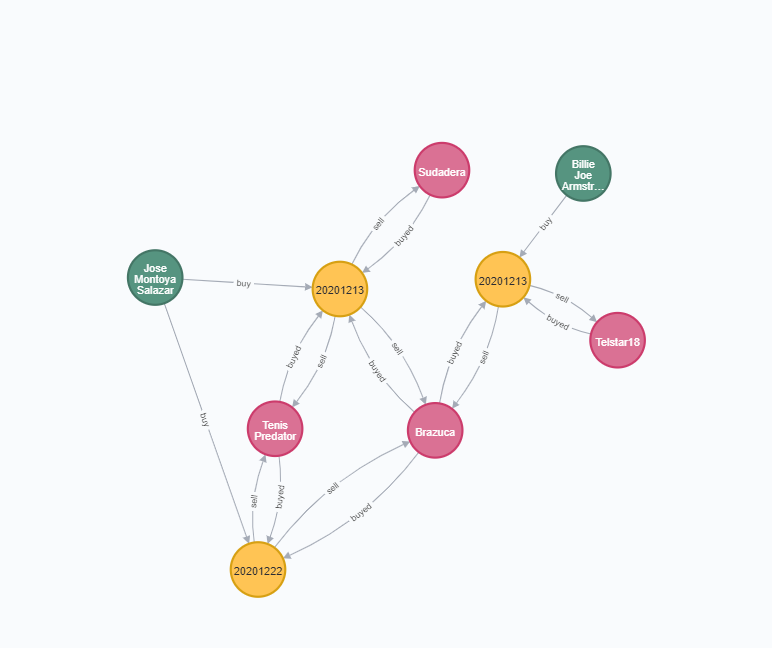 Sudadera
Billie
Joe
Armstr...
sell
buyed
buy
Jose
Montoya
Salazar
buy
20201213
20201213
sell
buyed
Telstar18
buyed
sell
sell
buyed
buyed
sell
buy
Tenis
Predator
Brazuca
sell
buyed
sell
buyed
20201222